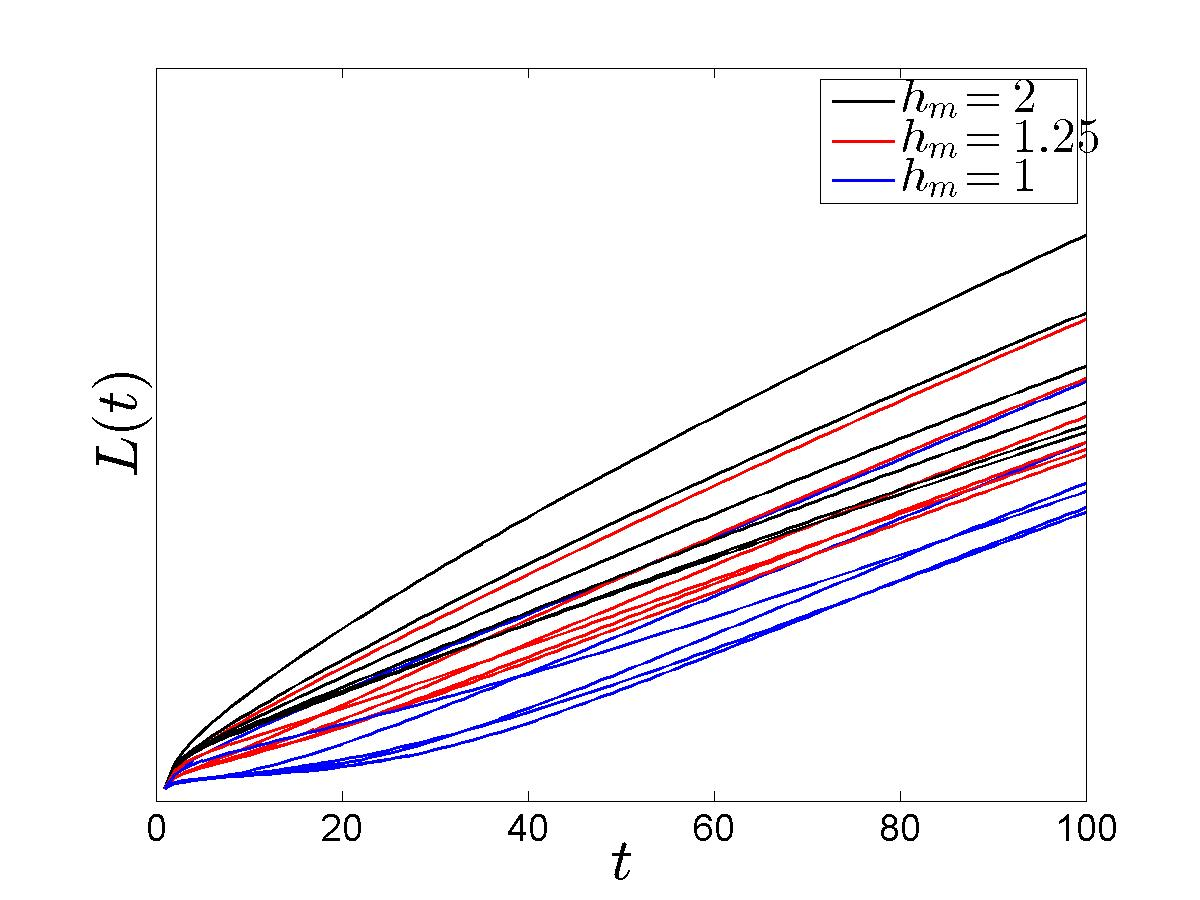 h_m = 2
h_m = 1.25
h_m = 1
L(t)
0 20 40 60 80 100
t